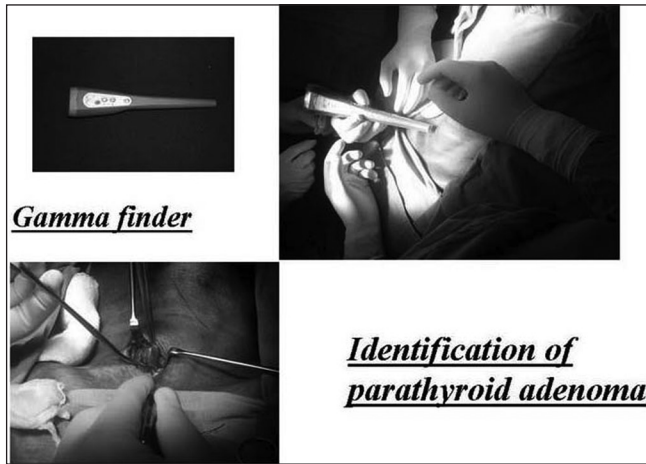 Gamma finder
Identification of
parathyroid adenoma